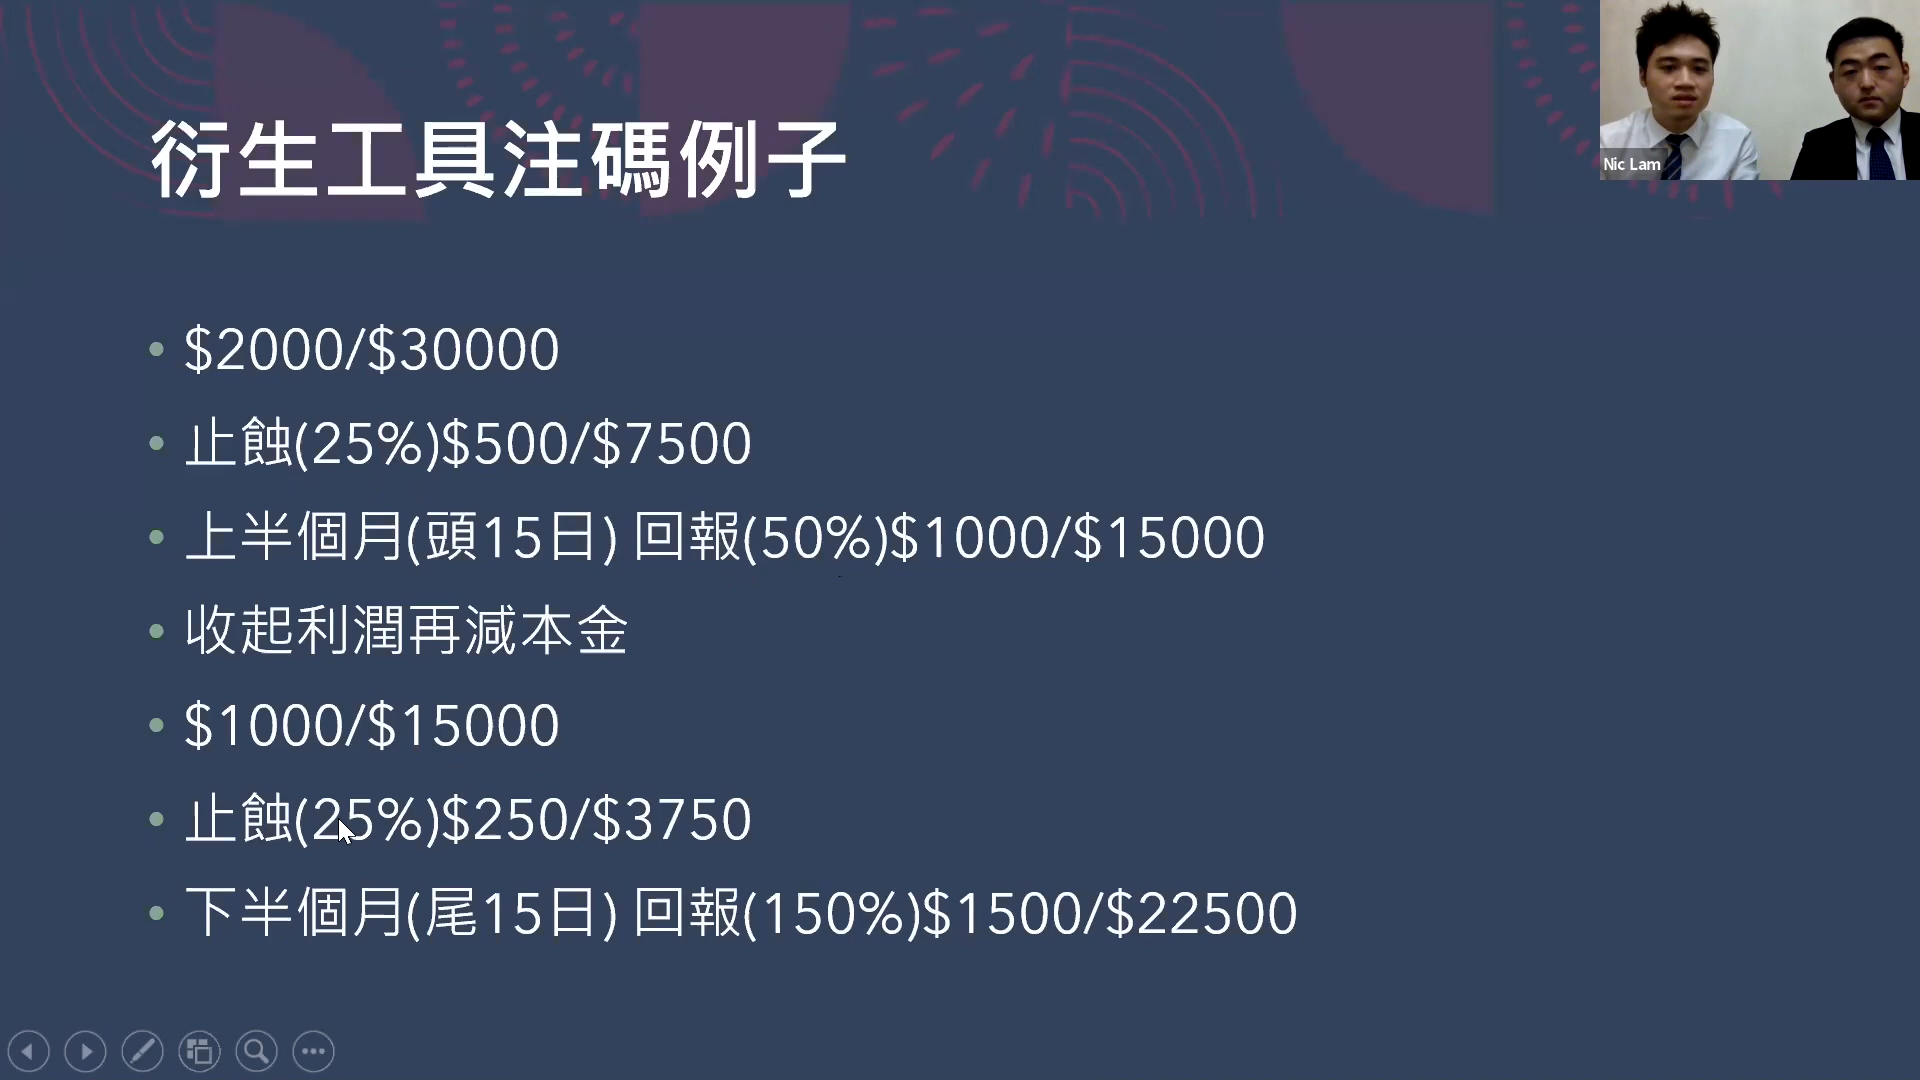 衍生工具注碼例子
Nic Lam
$2000/$30000
止蝕(25%)$500/$7500
上半個月(頭15日) 回報(50%)$1000/$15000
收起利潤再減本金
$1000/$15000
止蝕(25%)$250/$3750
下半個月(尾15日) 回報(150%)$1500/$22500